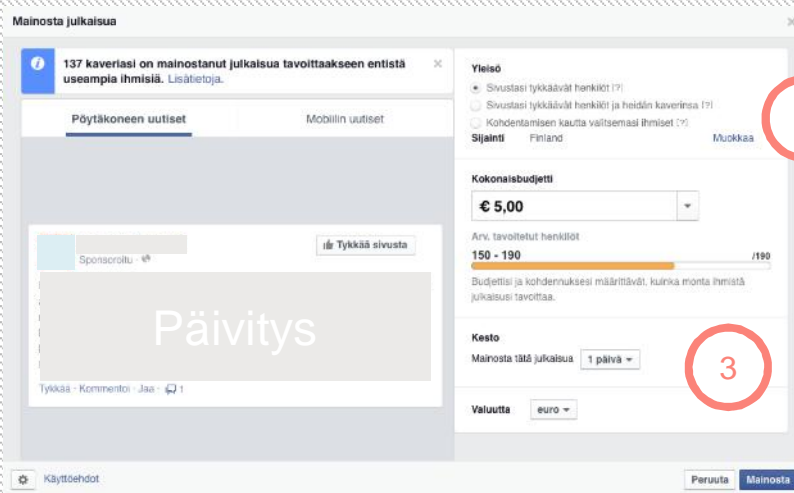 Mainosta julkaisua
137 kaveriasi on mainostanut julkaisua tavoittaakseen entistä
useampia ihmisiä. Lisätietoja.
Pöytäkoneen uutiset
Mobiilin uutiset
Tykkää sivusta
Sponsoroitu ·
Päivitys
Tykkää · Kommentoi · Jaa · 1
Yleisö
Sivustasi tykkäävät henkilöt [?]
Sivustasi tykkäävät henkilöt ja heidän kaverinsa [?]
Kohdentamisen kautta valitsemasi ihmiset [?]
Sijainti Finland Muokkaa
Kokonaisbudjetti
€ 5,00
Arv. tavoitetut henkilöt
150 - 190 /190
Budjettisi ja kohdennuksesi määrittävät, kuinka monta ihmistä
julkaisusi tavoittaa.
Kesto
Mainosta tätä julkaisua 1 päivä
3
Valuutta euro
Käyttöehdot
Peruuta Mainosta